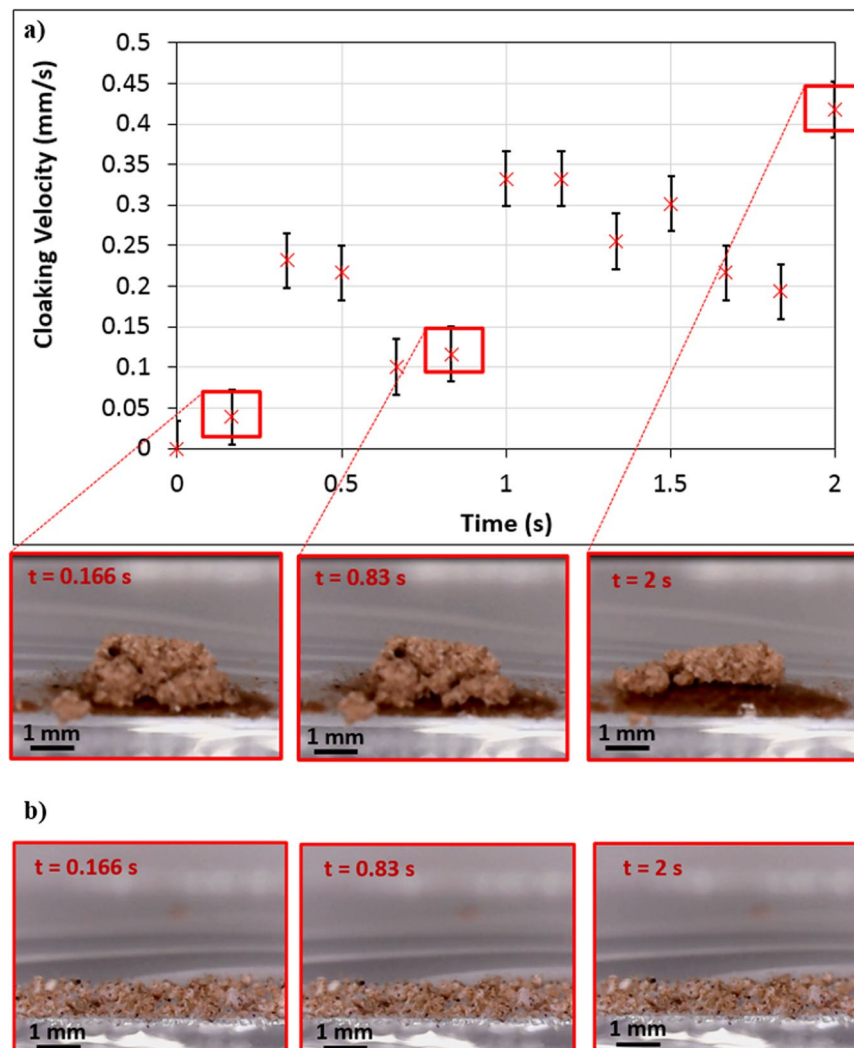 a)
0.5
0.45
0.4
0.35
0.3
0.25
0.2
0.15
0.1
0.05
0
Cloaking Velocity (mm/s)
0 0.5 1 1.5 2
Time (s)
t = 0.166 s t = 0.83 s t = 2 s
1 mm 1 mm 1 mm
b)
t = 0.166 s t = 0.83 s t = 2 s
1 mm 1 mm 1 mm